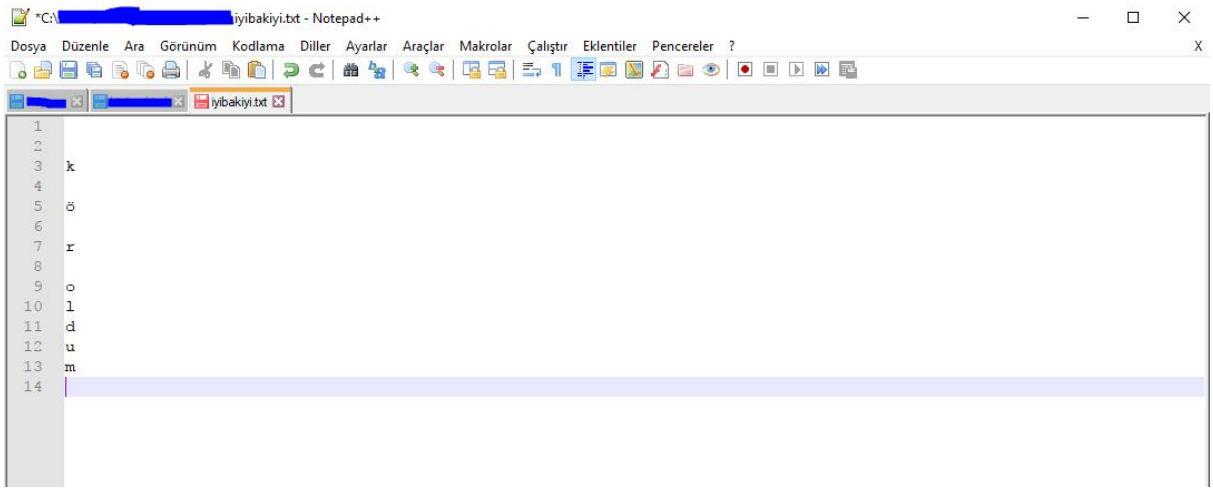 *C:\ iyibakiyi.txt - Notepad++
Dosya Düzenle Ara Görünüm Kodlama Diller Ayarlar Araçlar Makrolar Çalıştır Eklentiler Pencereler ? X
iyibakiyi.txt
1
2
3 k
4
5 ö
6
7 r
8
9 o
10 l
11 d
12 u
13 m
14